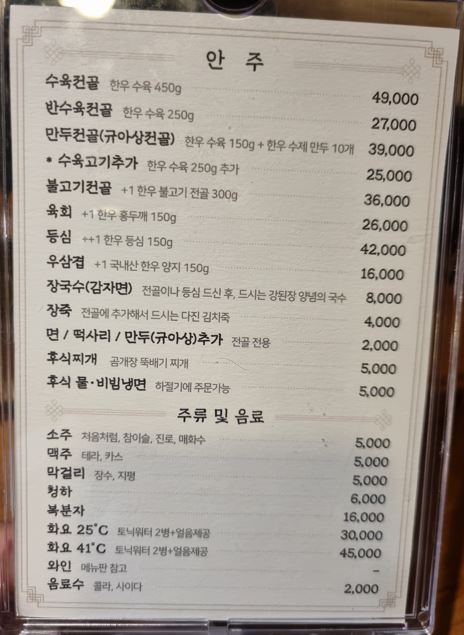 안 주
수육전골 한우 수육 450g 49,000
반수육전골 한우 수육 250g 27,000
만두전골(규아상전골) 한우 수육 150g + 한우 수제 만두 10개 39,000
* 수육고기추가 한우 수육 250g 추가 25,000
불고기전골 +1 한우 불고기 전골 300g 36,000
육회 +1 한우 홍두깨 150g 26,000
등심 ++1 한우 등심 150g 42,000
우삼겹 +1 국내산 한우 양지 150g 16,000
장국수(감자면) 전골이나 등심 드신 후, 드시는 강된장 양념의 국수 8,000
장죽 전골에 추가해서 드시는 다진 김치죽 4,000
면 / 떡사리 / 만두(규아상)추가 전골 전용 2,000
후식찌개 곰개장 뚝배기 찌개 5,000
후식 물·비빔냉면 하절기에 주문가능 5,000
주류 및 음료
소주 처음처럼, 참이슬, 진로, 매화수 5,000
맥주 테라, 카스 5,000
막걸리 장수, 지평 5,000
청하 6,000
복분자 16,000
화요 25˚C 토닉워터 2병+얼음제공 30,000
화요 41˚C 토닉워터 2병+얼음제공 45,000
와인 메뉴판 참고 –
음료수 콜라, 사이다 2,000